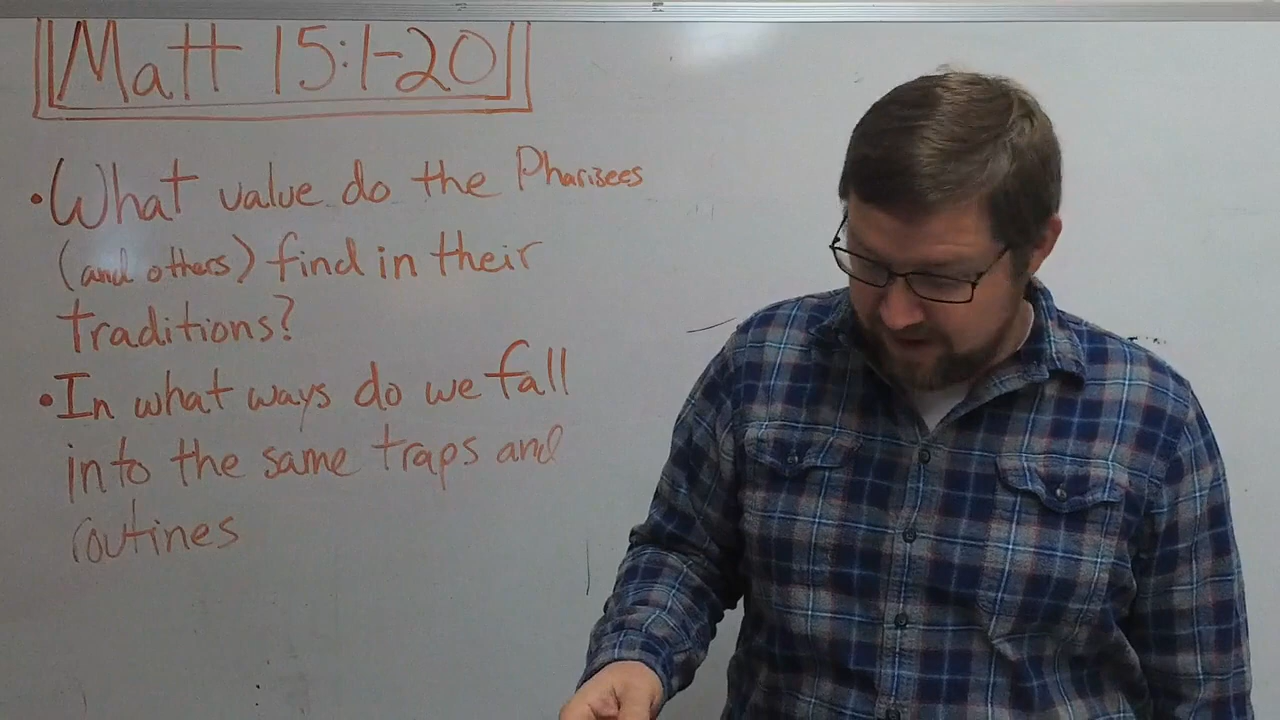 Matt 15:1-20
• What value do the Pharisees
(and others) find in their
traditions?
• In what ways do we fall
into the same traps and
routines